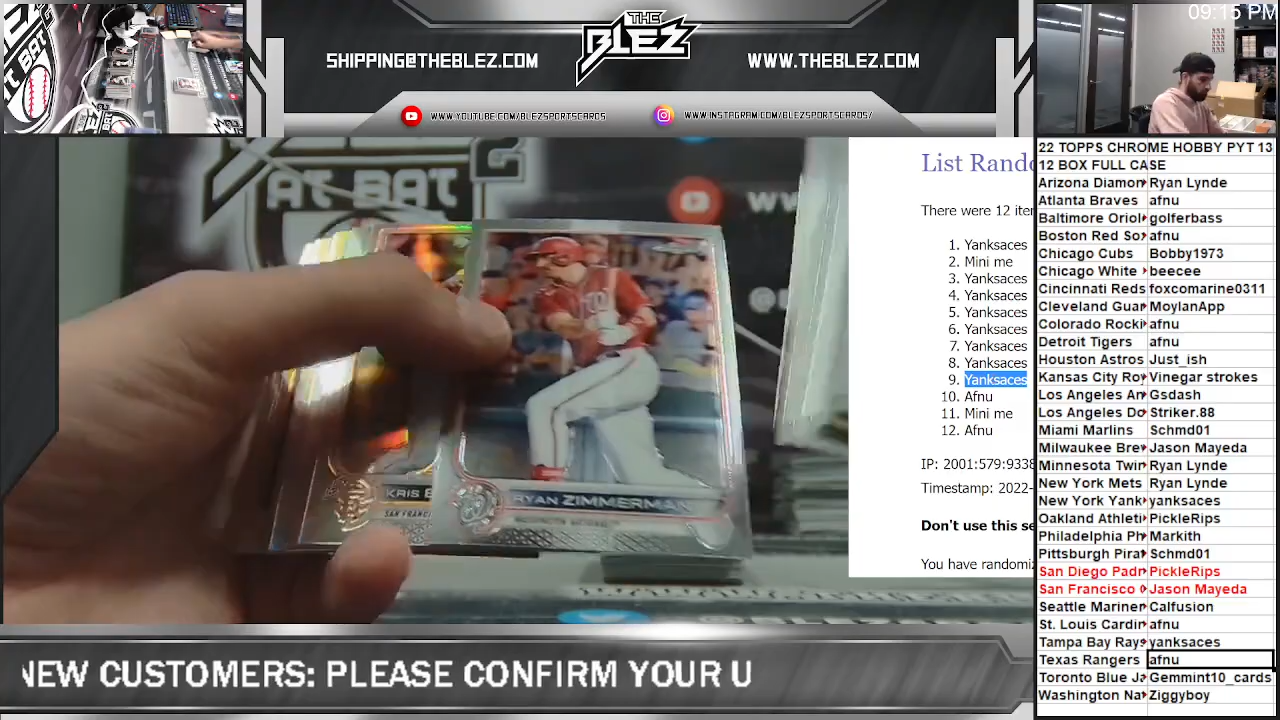 09:15 PM
THE
BLEZ
SHIPPING@THEBLEZ.COM
WWW.THEBLEZ.COM
WWW.YOUTUBE.COM/BLEZSPORTSCARDS
WWW.INSTAGRAM.COM/BLEZSPORTSCARDS/
AT BAT
AT BAT
KRIS B
SAN FRANCI
RYAN ZIMMERMAN
WASHINGTON NATIONALS
List Rando
There were 12 iter
1. Yanksaces
2. Mini me
3. Yanksaces
4. Yanksaces
5. Yanksaces
6. Yanksaces
7. Yanksaces
8. Yanksaces
9. Yanksaces
10. Afnu
11. Mini me
12. Afnu
IP: 2001:579:9338
Timestamp: 2022-
Don't use this se
You have randomiz
22 TOPPS CHROME HOBBY PYT 13
12 BOX FULL CASE
Arizona Diamon Ryan Lynde
Atlanta Braves afnu
Baltimore Oriol golferbass
Boston Red So afnu
Chicago Cubs Bobby1973
Chicago White beecee
Cincinnati Reds foxcomarine0311
Cleveland Guar MoylanApp
Colorado Rocki afnu
Detroit Tigers afnu
Houston Astros Just_ish
Kansas City Roy Vinegar strokes
Los Angeles An Gsdash
Los Angeles Do Striker.88
Miami Marlins Schmd01
Milwaukee Brew Jason Mayeda
Minnesota Twin Ryan Lynde
New York Mets Ryan Lynde
New York Yank yanksaces
Oakland Athleti PickleRips
Philadelphia Ph Markith
Pittsburgh Pirat Schmd01
San Diego Padr PickleRips
San Francisco G Jason Mayeda
Seattle Mariner Calfusion
St. Louis Cardin afnu
Tampa Bay Rays yanksaces
Texas Rangers afnu
Toronto Blue Ja Gemmint10_cards
Washington Na Ziggyboy
NEW CUSTOMERS: PLEASE CONFIRM YOUR U